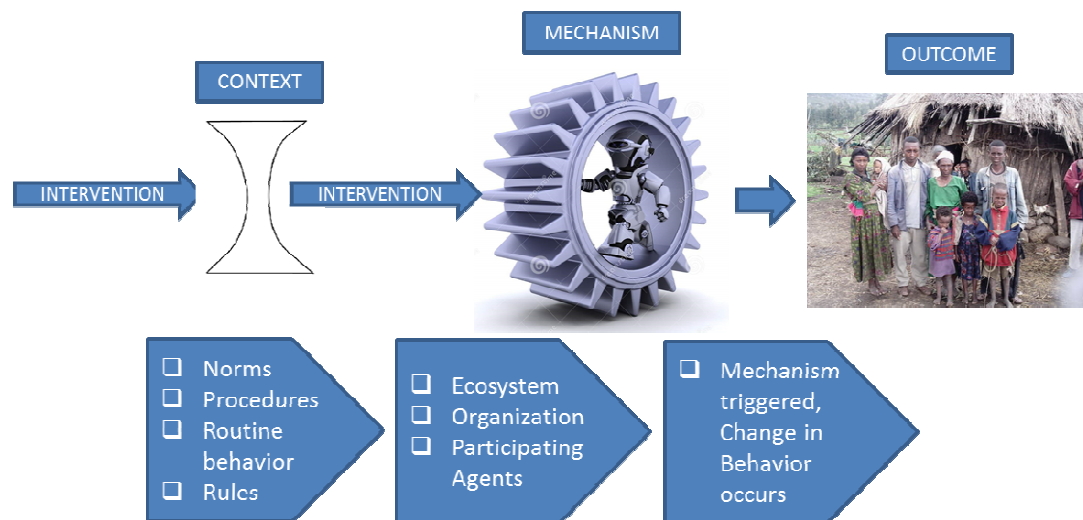 MECHANISM
OUTCOME
CONTEXT
INTERVENTION
INTERVENTION
Norms
Procedures
Routine
behavior
Rules
Ecosystem
Organization
Participating
Agents
Mechanism
triggered,
Change in
Behavior
occurs